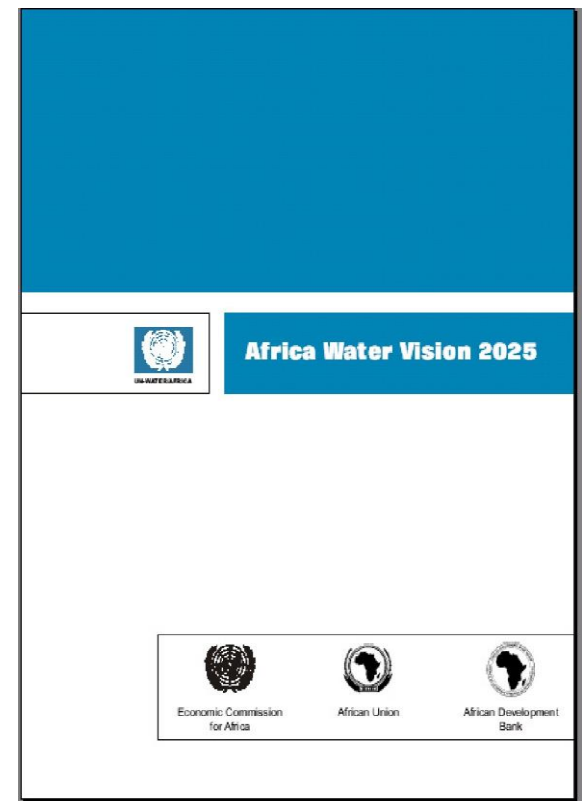 UN-WATER/AFRICA
Africa Water Vision 2025
Economic Commission
for Africa
African Union
African Development
Bank